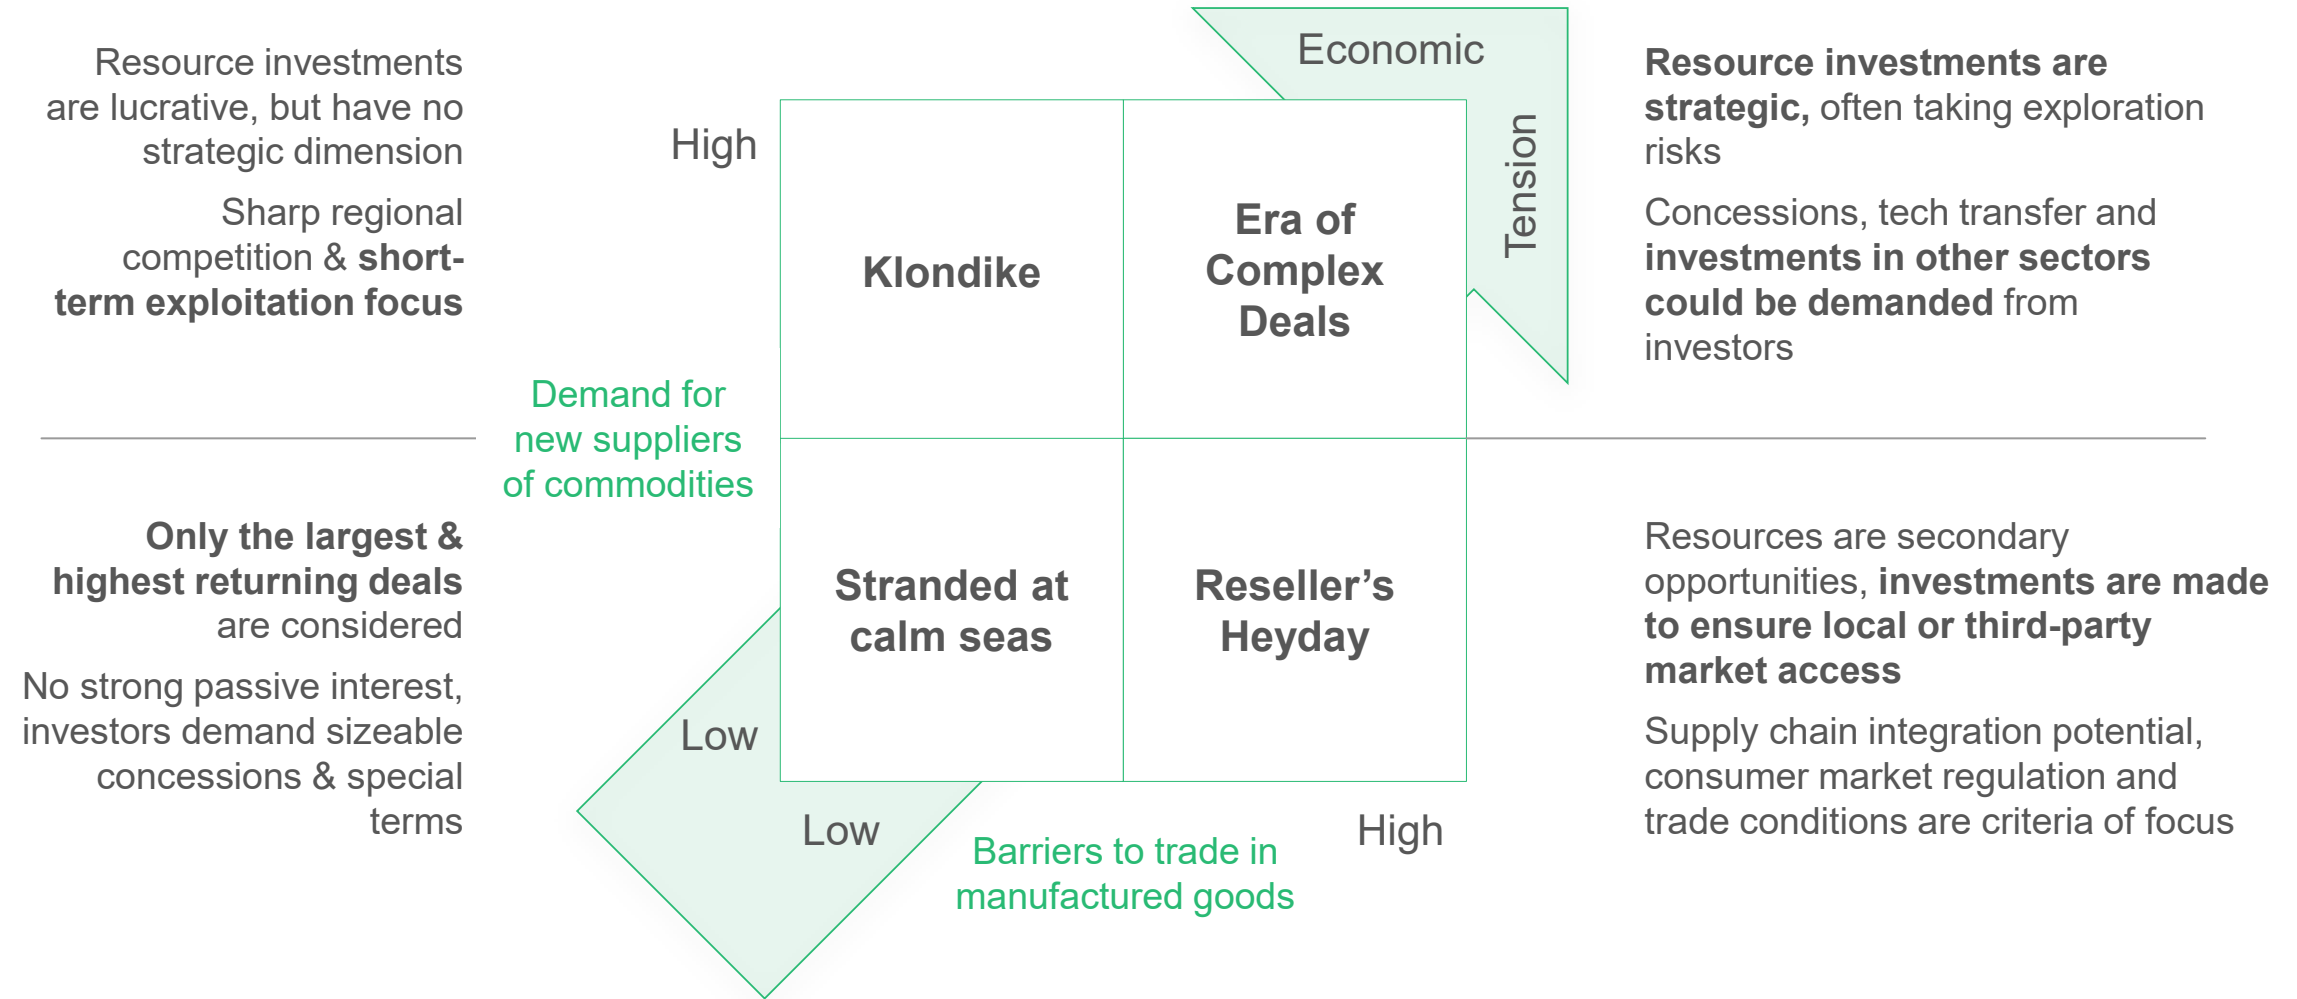 Resource investments
are lucrative, but have no
strategic dimension
Sharp regional
competition & short-
term exploitation focus
Only the largest &
highest returning deals
are considered
No strong passive interest,
investors demand sizeable
concessions & special
terms
Demand for
new suppliers
of commodities
High
Low
Klondike
Era of
Complex
Deals
Stranded at
calm seas
Reseller’s
Heyday
Low
Barriers to trade in
manufactured goods
High
Economic
Tension
Resource investments are
strategic, often taking exploration
risks
Concessions, tech transfer and
investments in other sectors
could be demanded from
investors
Resources are secondary
opportunities, investments are made
to ensure local or third-party
market access
Supply chain integration potential,
consumer market regulation and
trade conditions are criteria of focus